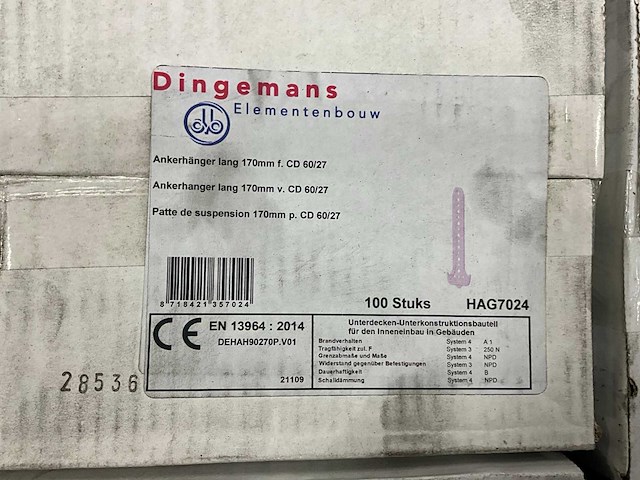 Dingemans
Elementenbouw
Ankerhänger lang 170mm f. CD 60/27
Ankerhanger lang 170mm v. CD 60/27
Patte de suspension 170mm p. CD 60/27
8 718421 357024
100 Stuks HAG7024
CE EN 13964 : 2014
DEHAH90270P.V01
21109
Unterdecken-Unterkonstruktionsbauteil
für den Inneneinbau in Gebäuden
Brandverhalten System 4 A 1
Tragfähigkeit zul. F System 3 250 N
Grenzabmaße und Maße System 4 NPD
Widerstand gegenüber Befestigungen System 3 NPD
Dauerhaftigkeit System 4 B
Schalldämmung System 4 NPD
28536